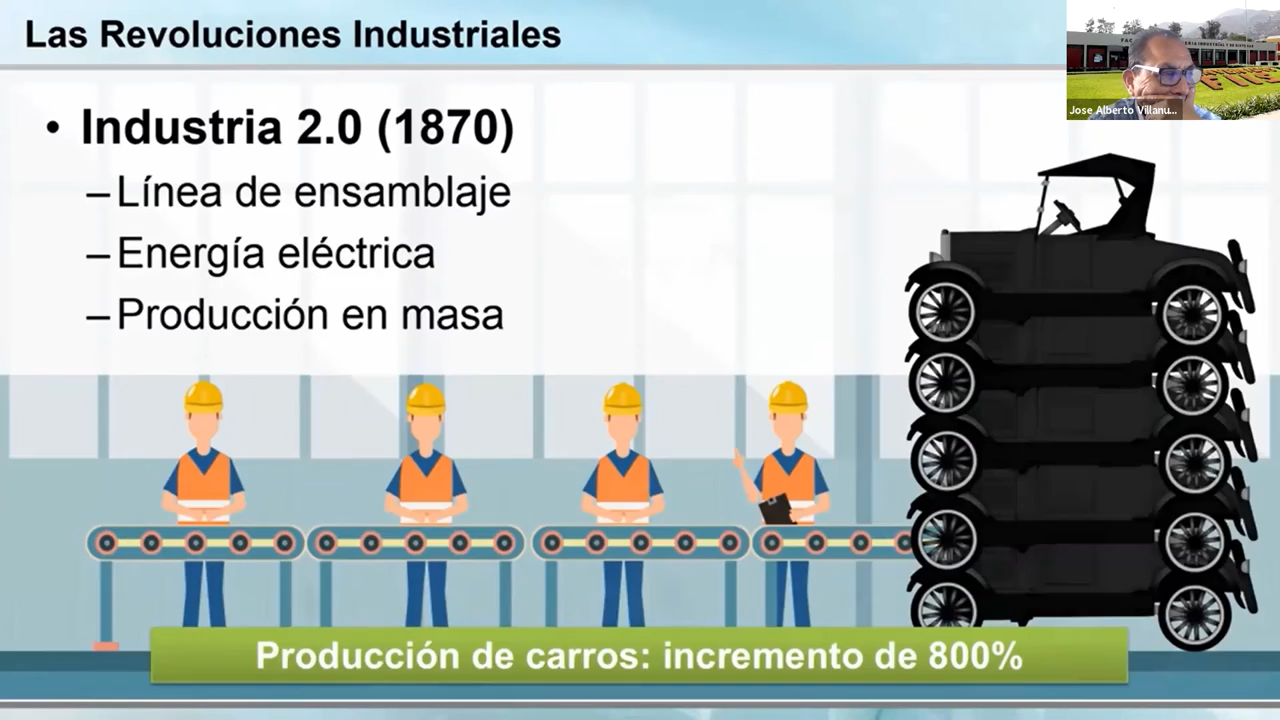 Las Revoluciones Industriales
• Industria 2.0 (1870)
– Línea de ensamblaje
– Energía eléctrica
– Producción en masa
Producción de carros: incremento de 800%
Jose Alberto Villanu...